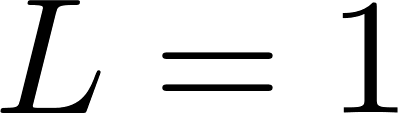 L = 1